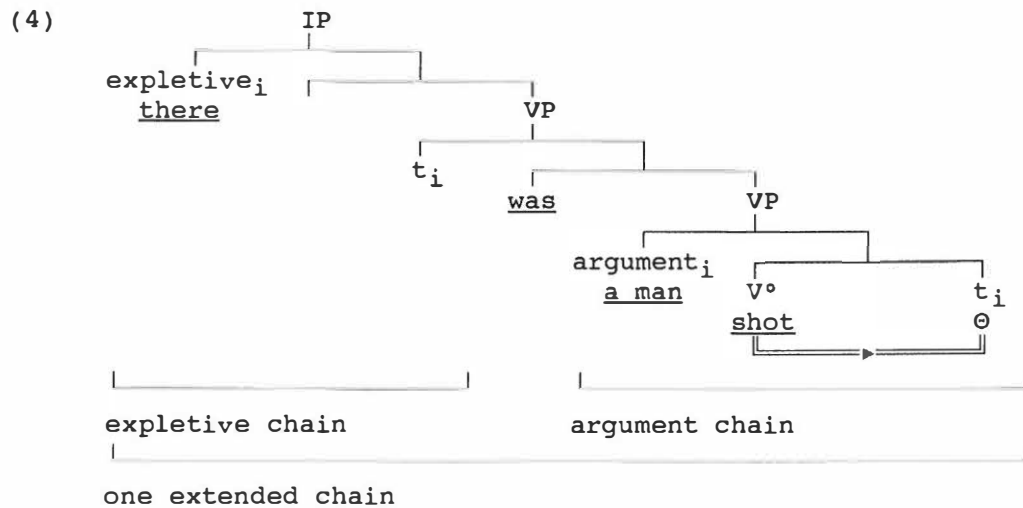 (4) IP
expletive_i
there VP
t_i
was VP
argument_i
a man V° t_i
shot Θ
expletive chain argument chain
one extended chain